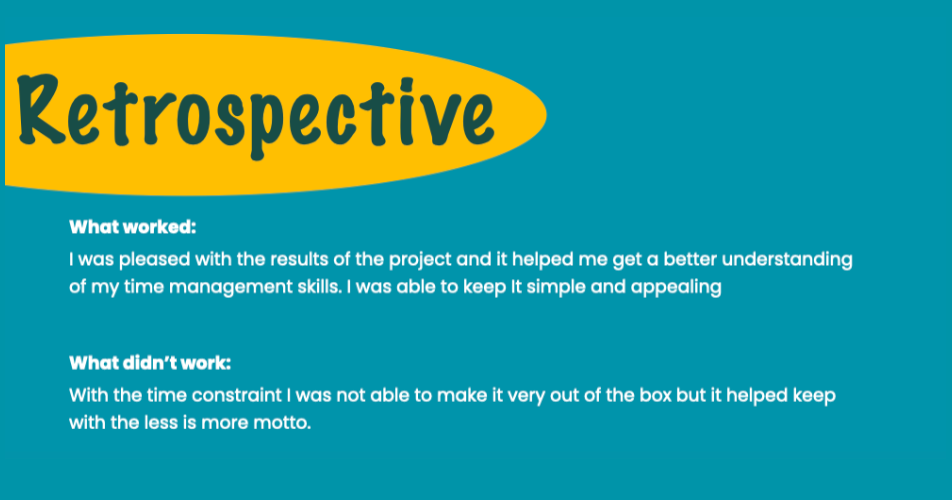 Retrospective
What worked:
I was pleased with the results of the project and it helped me get a better understanding
of my time management skills. I was able to keep It simple and appealing
What didn’t work:
With the time constraint I was not able to make it very out of the box but it helped keep
with the less is more motto.